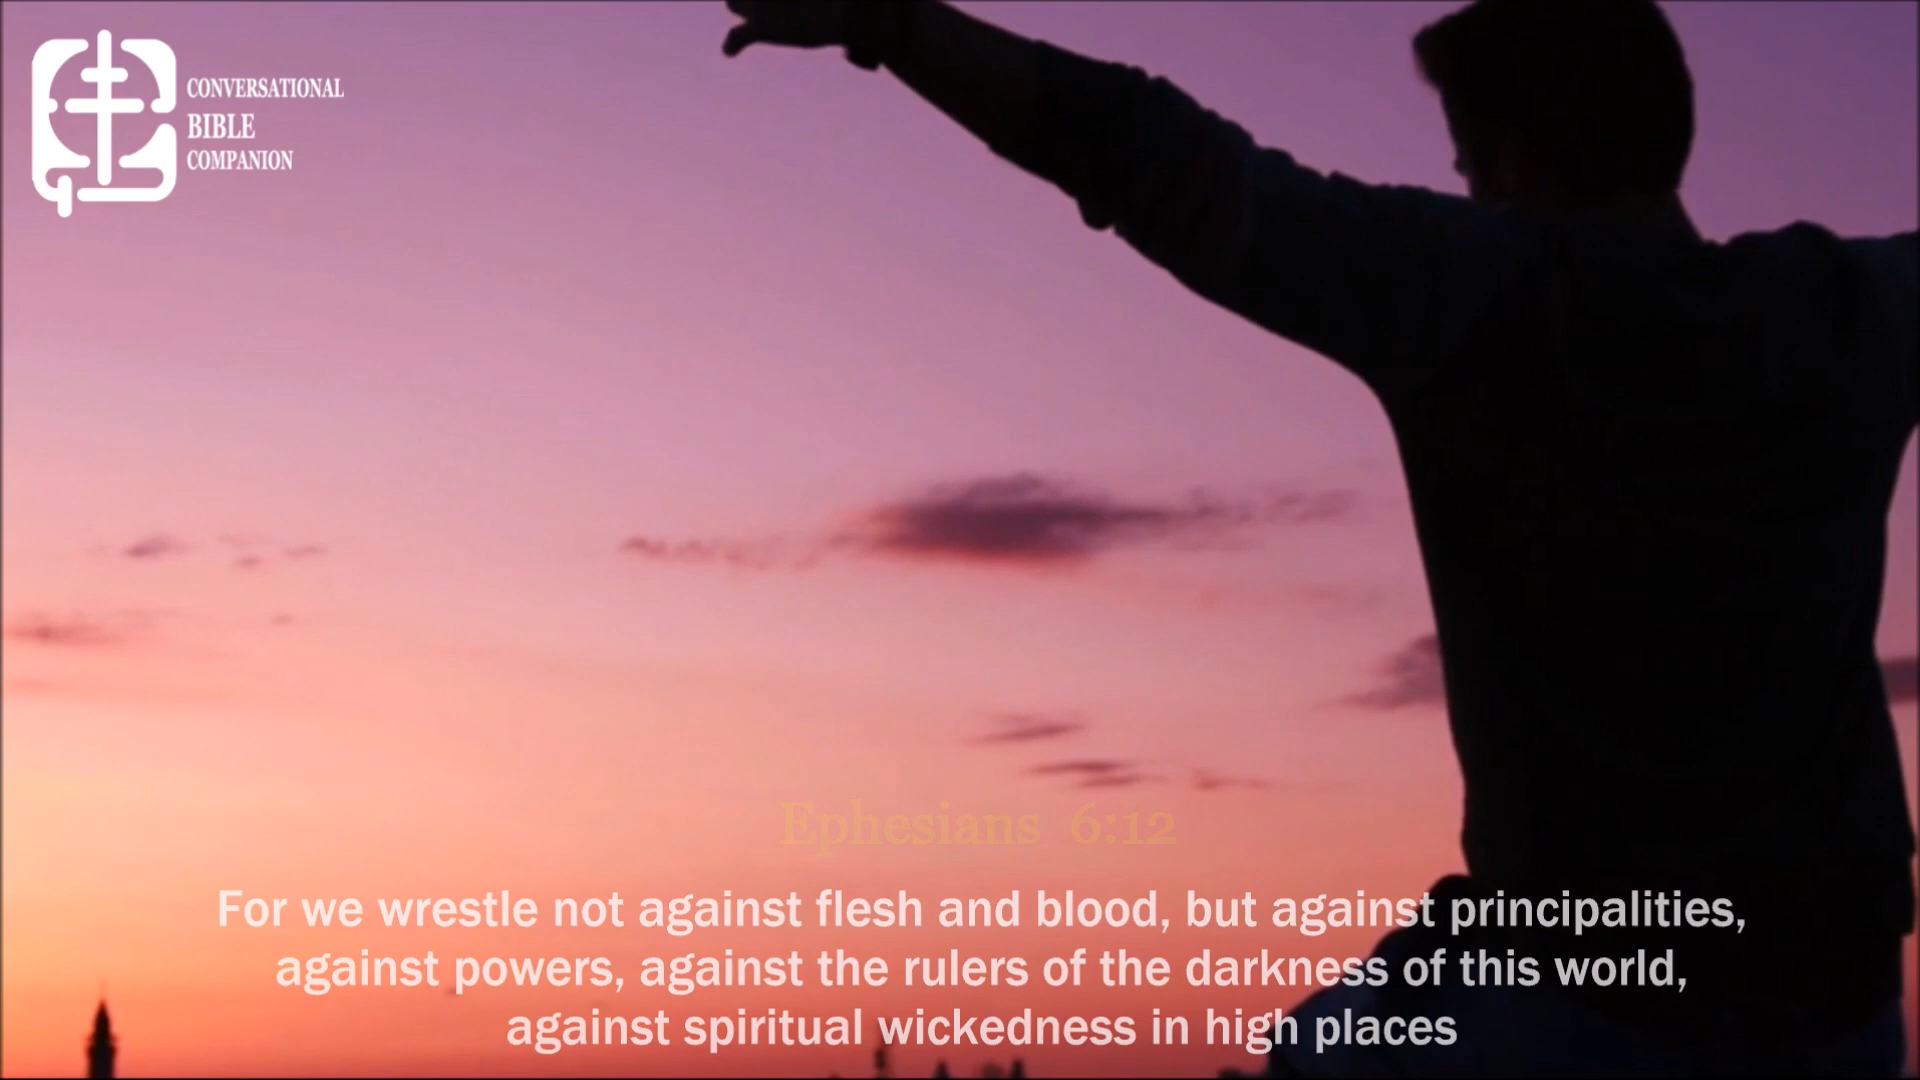 CONVERSATIONAL
BIBLE
COMPANION
Ephesians 6:12
For we wrestle not against flesh and blood, but against principalities,
against powers, against the rulers of the darkness of this world,
against spiritual wickedness in high places